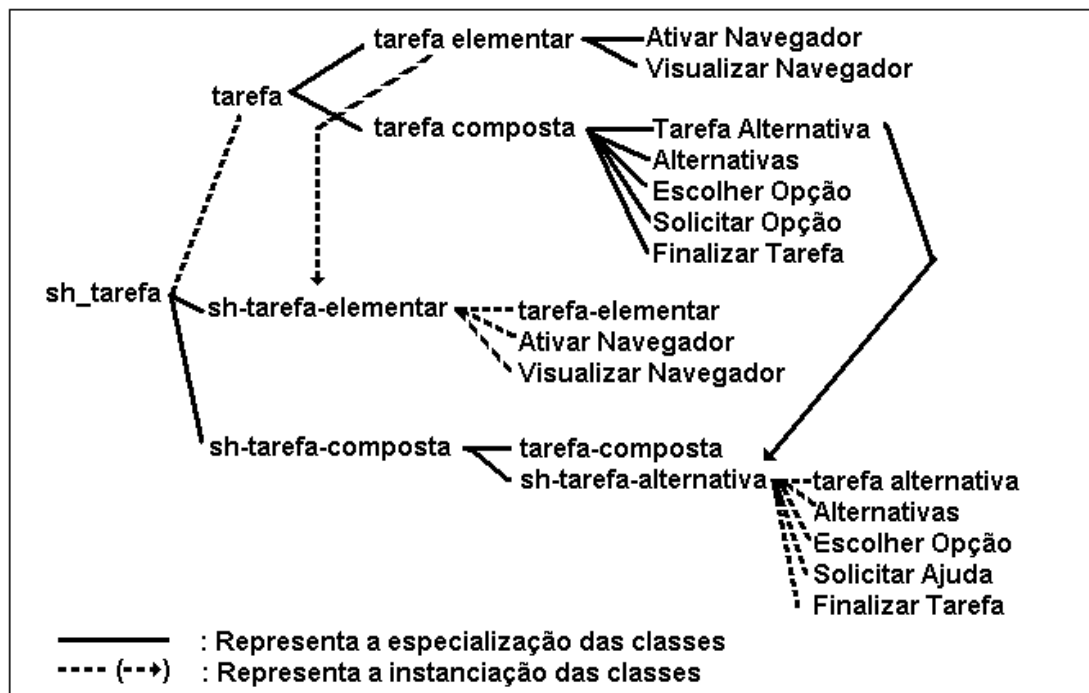 tarefa elementar
Ativar Navegador
Visualizar Navegador
tarefa
tarefa composta
Tarefa Alternativa
Alternativas
Escolher Opção
Solicitar Opção
Finalizar Tarefa
sh_tarefa
sh-tarefa-elementar
tarefa-elementar
Ativar Navegador
Visualizar Navegador
sh-tarefa-composta
tarefa-composta
sh-tarefa-alternativa
tarefa alternativa
Alternativas
Escolher Opção
Solicitar Ajuda
Finalizar Tarefa
: Representa a especialização das classes
: Representa a instanciação das classes